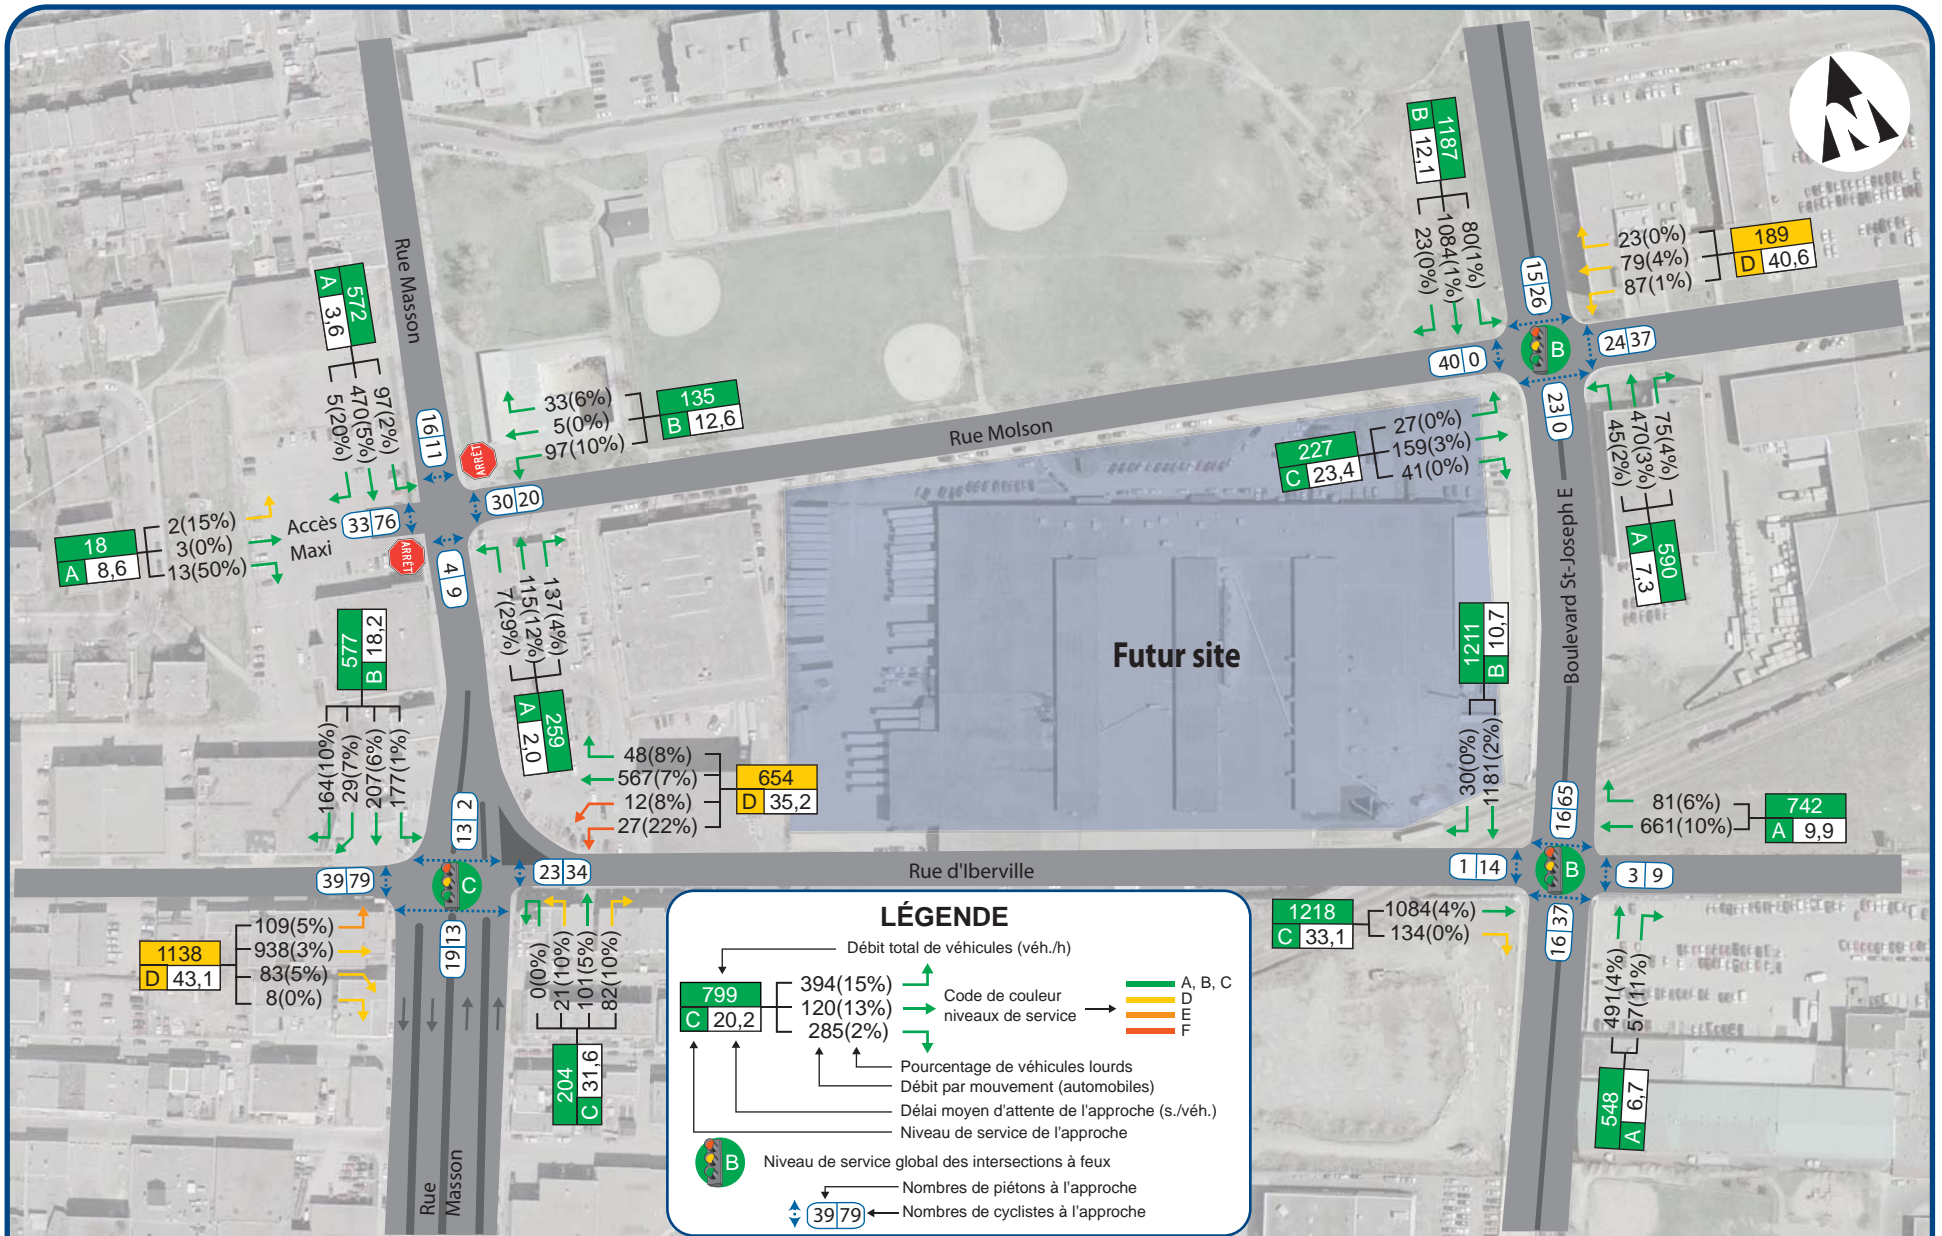 Rue Masson
572
A 3,6
97(2%)
470(5%)
5(20%)
16 11
ARRÊT
33(6%)
5(0%)
97(10%)
135
B 12,6
30 20
Rue Molson
1187
B 12,1
80(1%)
1084(1%)
23(0%)
15 26
23(0%)
79(4%)
87(1%)
189
D 40,6
B
24 37
40 0
23 0
227
C 23,4
27(0%)
159(3%)
41(0%)
75(4%)
470(3%)
45(2%)
590
A 7,3
Boulevard St-Joseph E
18
A 8,6
2(15%)
3(0%)
13(50%)
Accès
Maxi
33 76
ARRÊT
4 9
137(4%)
115(12%)
7(29%)
259
A 2,0
Futur site
577
B 18,2
164(10%)
29(7%)
207(6%)
177(1%)
13 2
48(8%)
567(7%)
12(8%)
27(22%)
654
D 35,2
1211
B 10,7
30(0%)
1181(2%)
16 65
81(6%)
661(10%)
742
A 9,9
39 79
C
23 34
Rue d'Iberville
1 14
B
3 9
16 37
19 13
1138
D 43,1
109(5%)
938(3%)
83(5%)
8(0%)
0(0%)
21(10%)
101(5%)
82(10%)
204
C 31,6
1218
C 33,1
1084(4%)
134(0%)
491(4%)
57(11%)
548
A 6,7
Rue
Masson
LÉGENDE
Débit total de véhicules (véh./h)
799
C 20,2
394(15%)
120(13%)
285(2%)
Code de couleur
niveaux de service
A, B, C
D
E
F
Pourcentage de véhicules lourds
Débit par mouvement (automobiles)
Délai moyen d'attente de l'approche (s./véh.)
Niveau de service de l'approche
B
Niveau de service global des intersections à feux
Nombres de piétons à l'approche
39 79
Nombres de cyclistes à l'approche